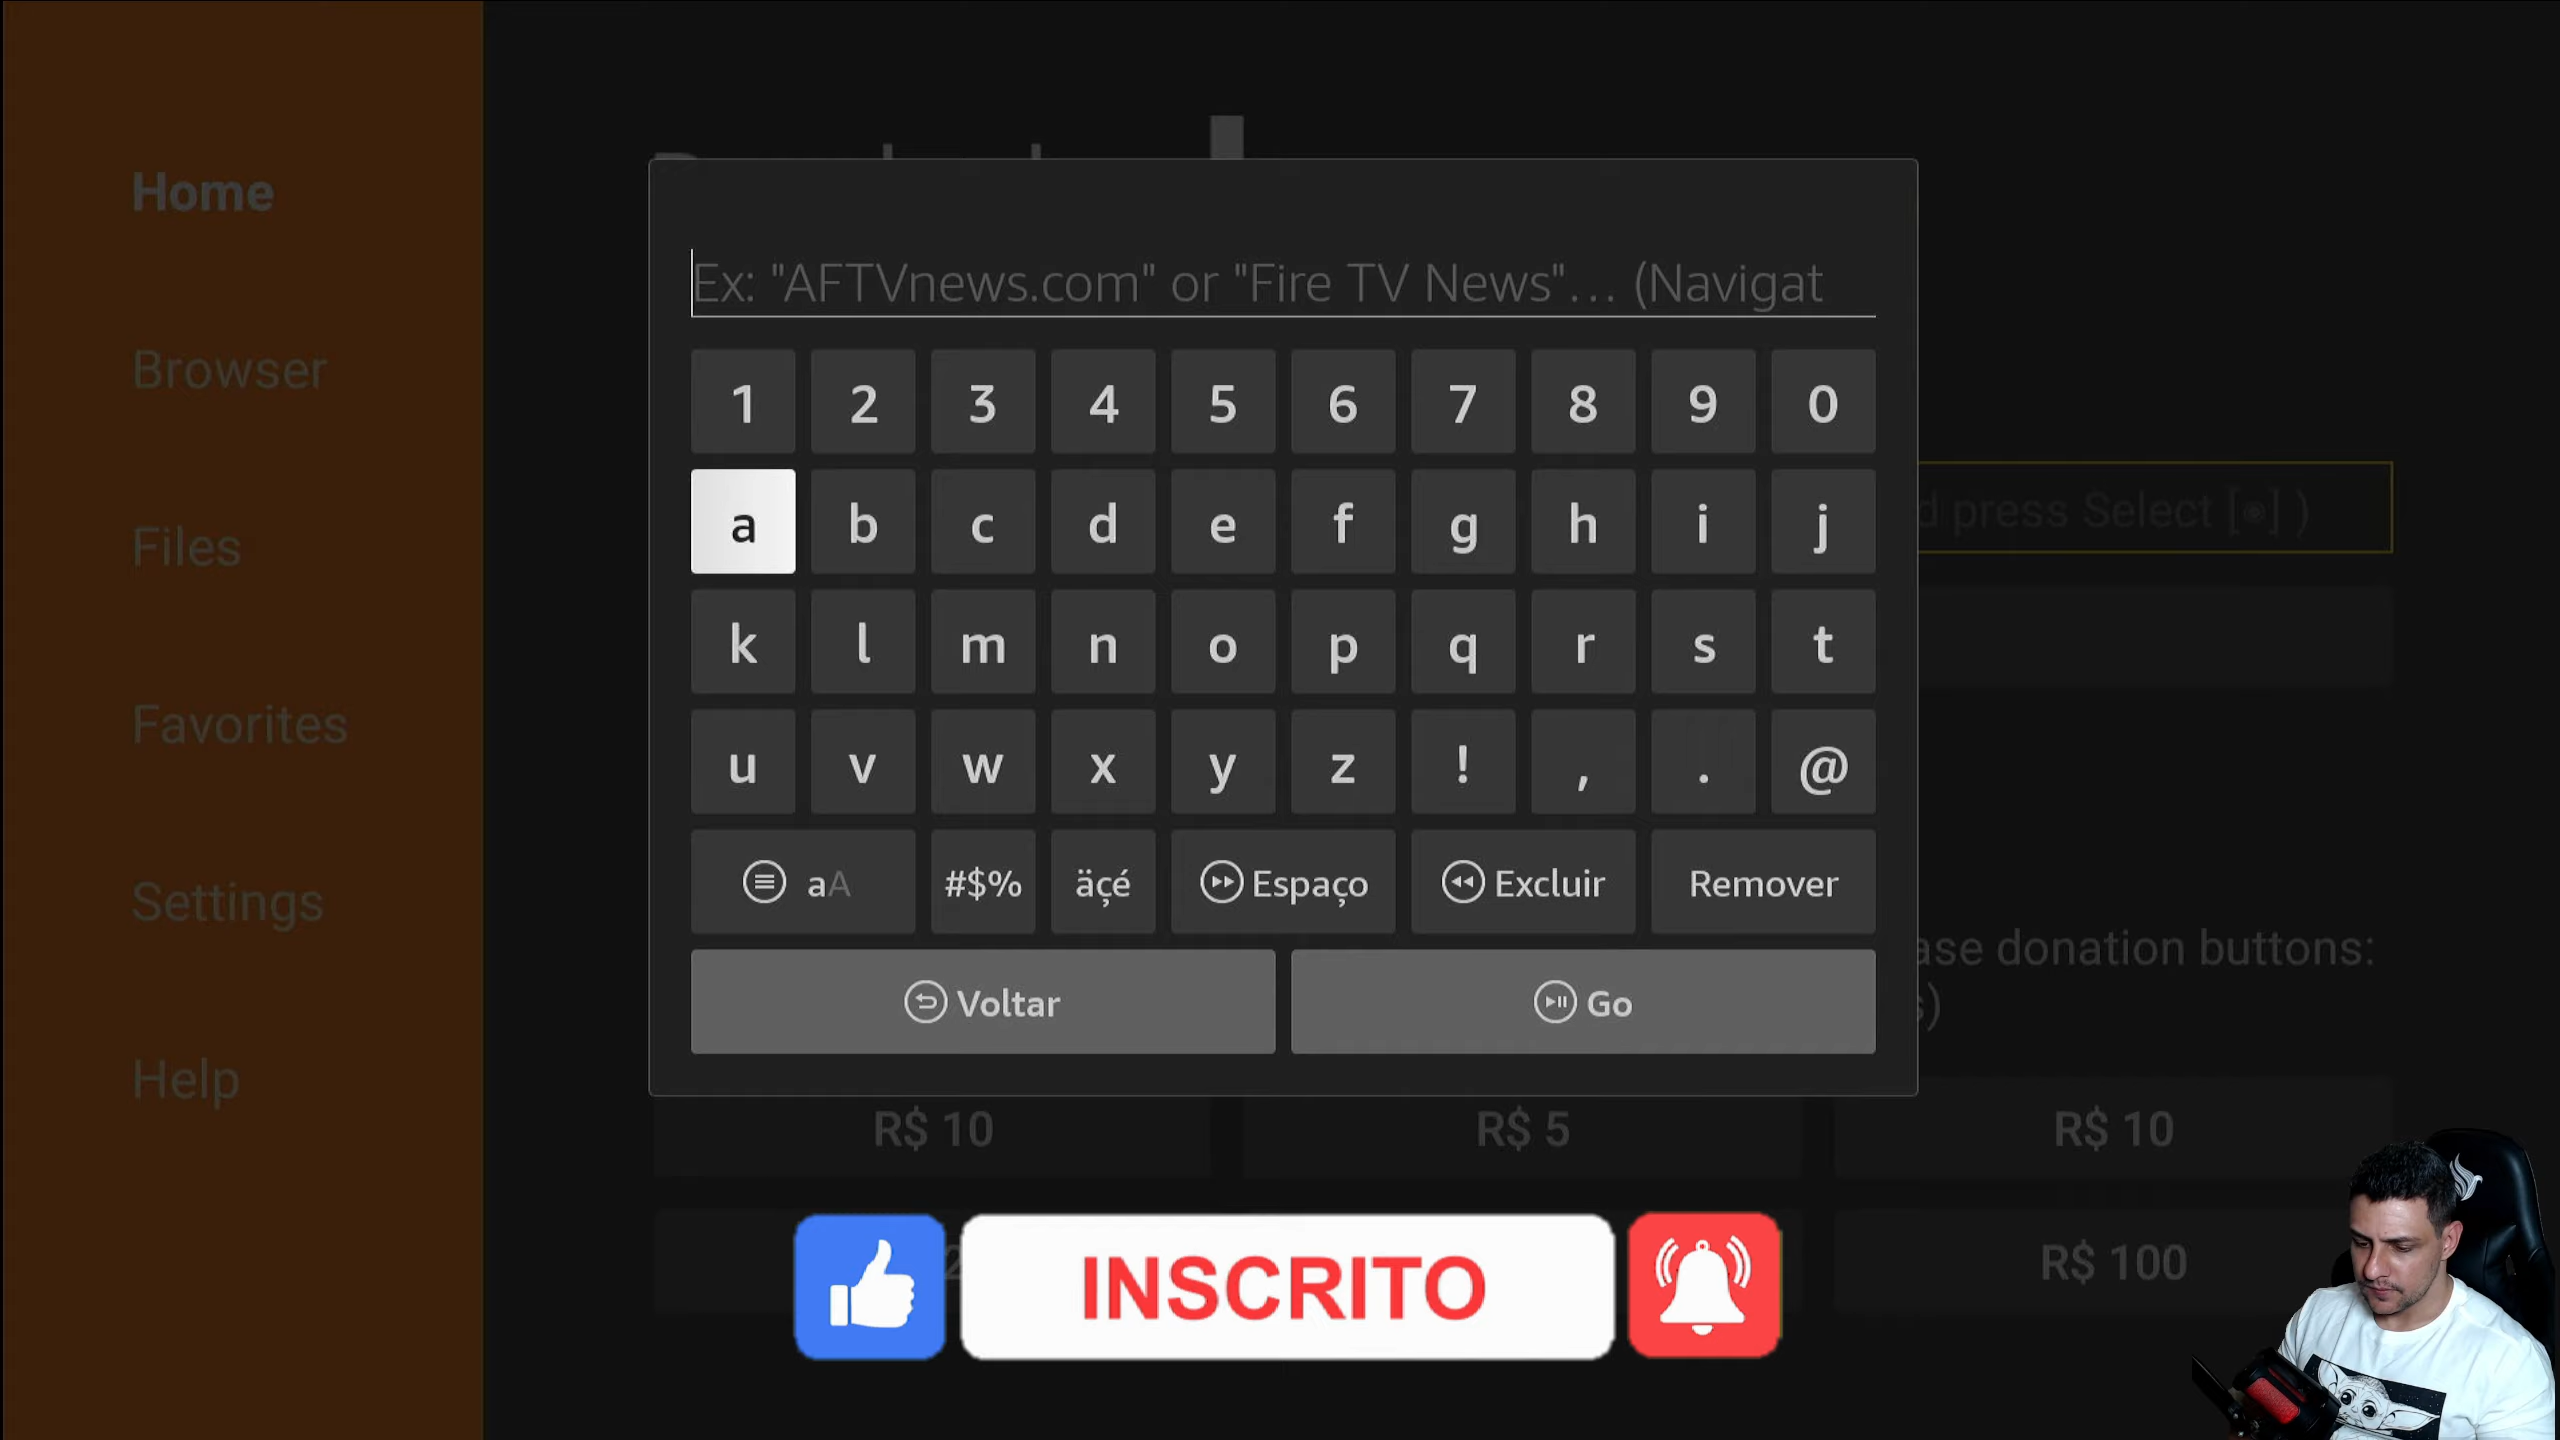 Home
Browser
Files
Favorites
Settings
Help
Ex: "AFTVnews.com" or "Fire TV News"... (Navigat
1 2 3 4 5 6 7 8 9 0
a b c d e f g h i j
k l m n o p q r s t
u v w x y z ! , . @
aA #$% äçé Espaço Excluir Remover
Voltar Go
press Select [◉] )
donation buttons:
R$ 10 R$ 5 R$ 10
R$ 100
INSCRITO